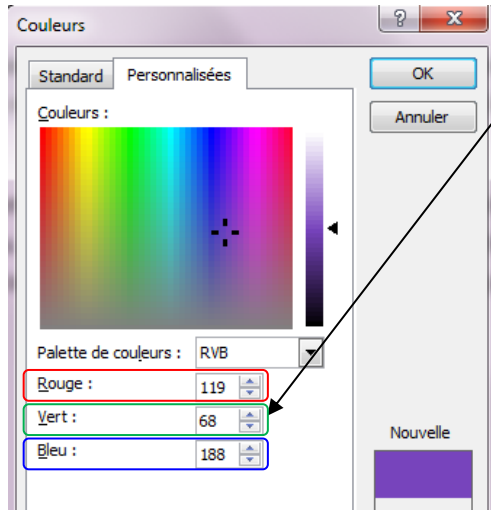 Couleurs
? X
Standard Personnalisées
OK
Annuler
Couleurs :
Palette de couleurs : RVB
Rouge : 119
Vert : 68
Bleu : 188
Nouvelle